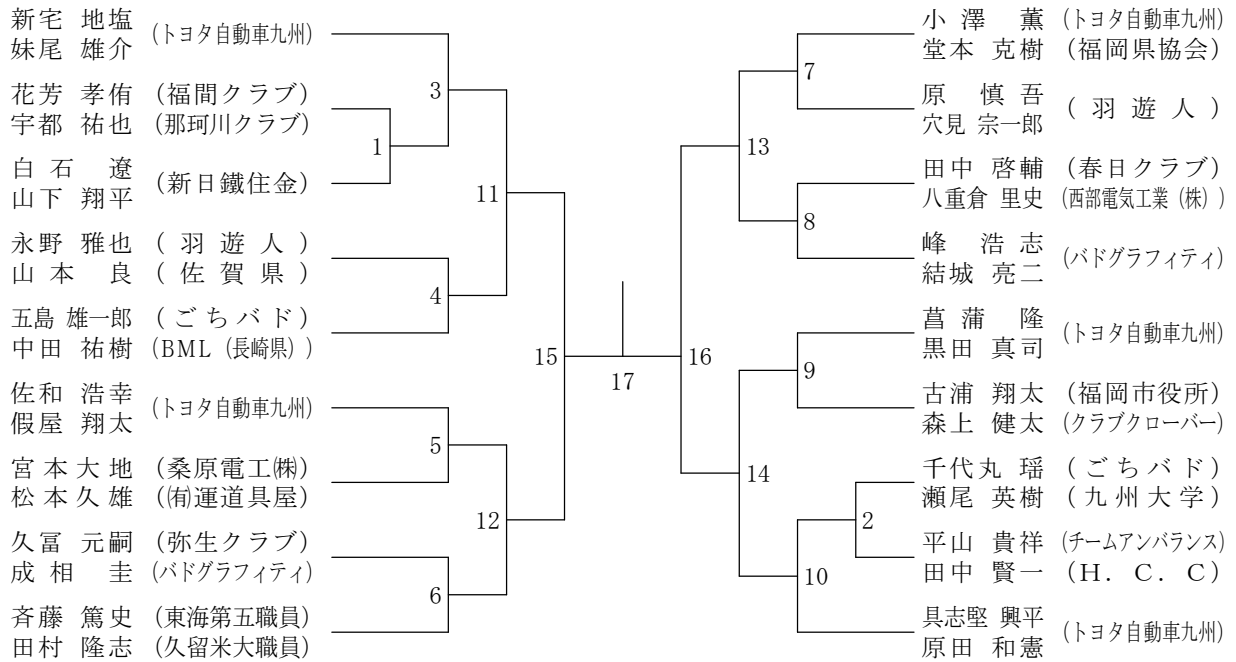 新宅 地塩 (トヨタ自動車九州)
妹尾 雄介
花芳 孝侑 (福間クラブ)
宇都 祐也 (那珂川クラブ)
白石 遼 (新日鐵住金)
山下 翔平
永野 雅也 (羽遊人)
山本 良 (佐賀県)
五島 雄一郎 (ごちバド)
中田 祐樹 (BML (長崎県))
佐和 浩幸 (トヨタ自動車九州)
假屋 翔太
宮本大地 (桑原電工㈱)
松本久雄 (㈲運道具屋)
久冨 元嗣 (弥生クラブ)
成相 圭 (バドグラフィティ)
斉藤 篤史 (東海第五職員)
田村 隆志 (久留米大職員)
3
1
11
4
15
5
12
6
17
小澤 薫 (トヨタ自動車九州)
堂本 克樹 (福岡県協会)
原 慎吾 (羽遊人)
穴見 宗一郎
田中 啓輔 (春日クラブ)
八重倉 里史 (西部電気工業 (株))
峰 浩志 (バドグラフィティ)
結城 亮二
菖蒲 隆 (トヨタ自動車九州)
黒田 真司
古浦 翔太 (福岡市役所)
森上 健太 (クラブクローバー)
千代丸 瑶 (ごちバド)
瀬尾 英樹 (九州大学)
平山 貴祥 (チームアンバランス)
田中 賢一 (H. C. C)
具志堅 興平 (トヨタ自動車九州)
原田 和憲
7
13
8
16
9
14
2
10